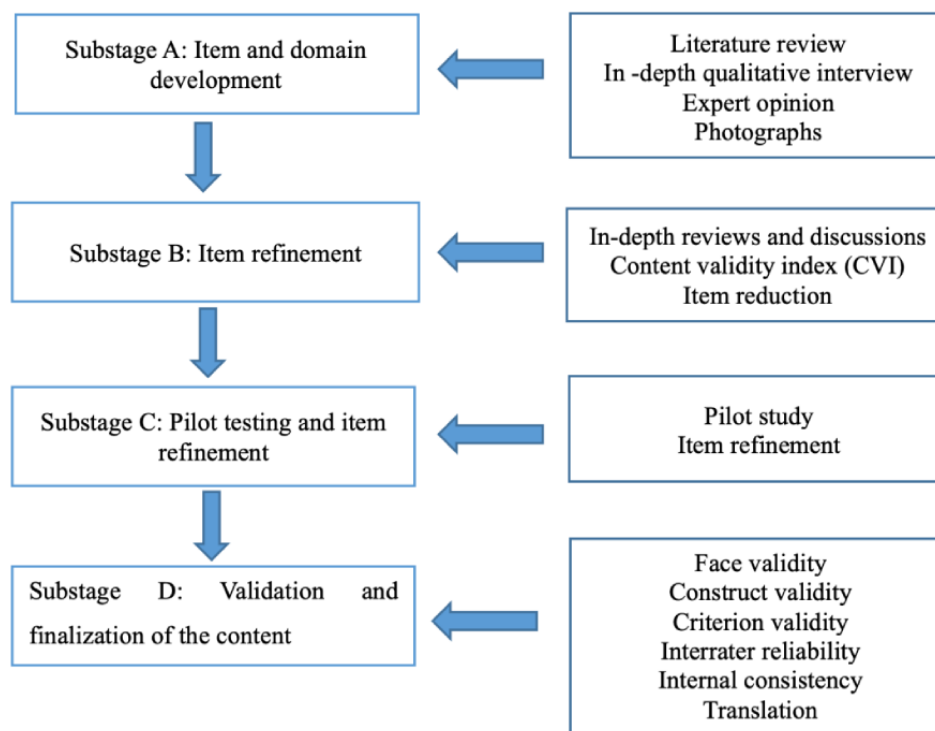 Substage A: Item and domain
development
Literature review
In -depth qualitative interview
Expert opinion
Photographs
Substage B: Item refinement
In-depth reviews and discussions
Content validity index (CVI)
Item reduction
Substage C: Pilot testing and item
refinement
Pilot study
Item refinement
Substage D: Validation and
finalization of the content
Face validity
Construct validity
Criterion validity
Interrater reliability
Internal consistency
Translation